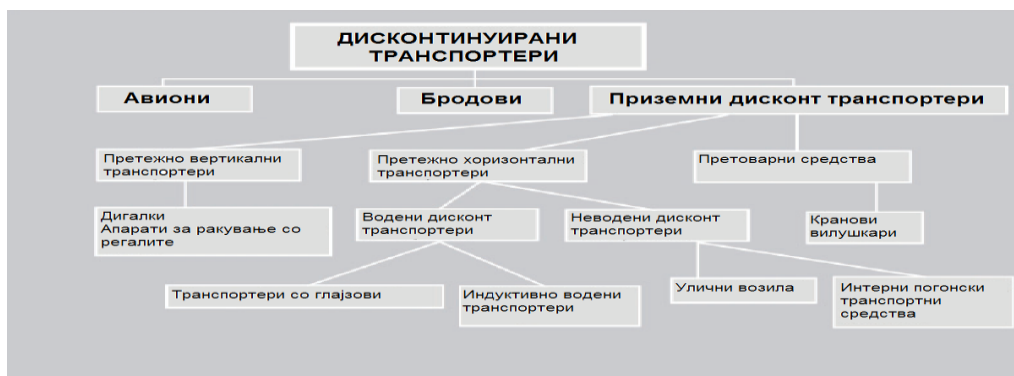 ДИСКОНТИНУИРАНИ
ТРАНСПОРТЕРИ
Авиони
Бродови
Приземни дисконт транспортери
Претежно вертикални
транспортери
Претежно хоризонтални
транспортери
Претоварни средства
Дигалки
Апарати за ракување со
регалите
Водени дисконт
транспортери
Неводени дисконт
транспортери
Кранови
вилушкари
Транспортери со глајзови
Индуктивно водени
транспортери
Улични возила
Интерни погонски
транспортни
средства